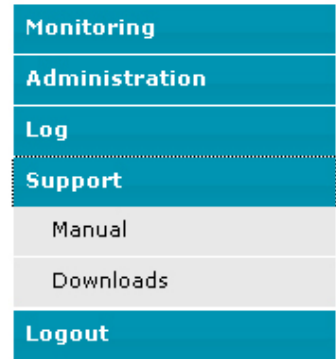 Monitoring
Administration
Log
Support
Manual
Downloads
Logout